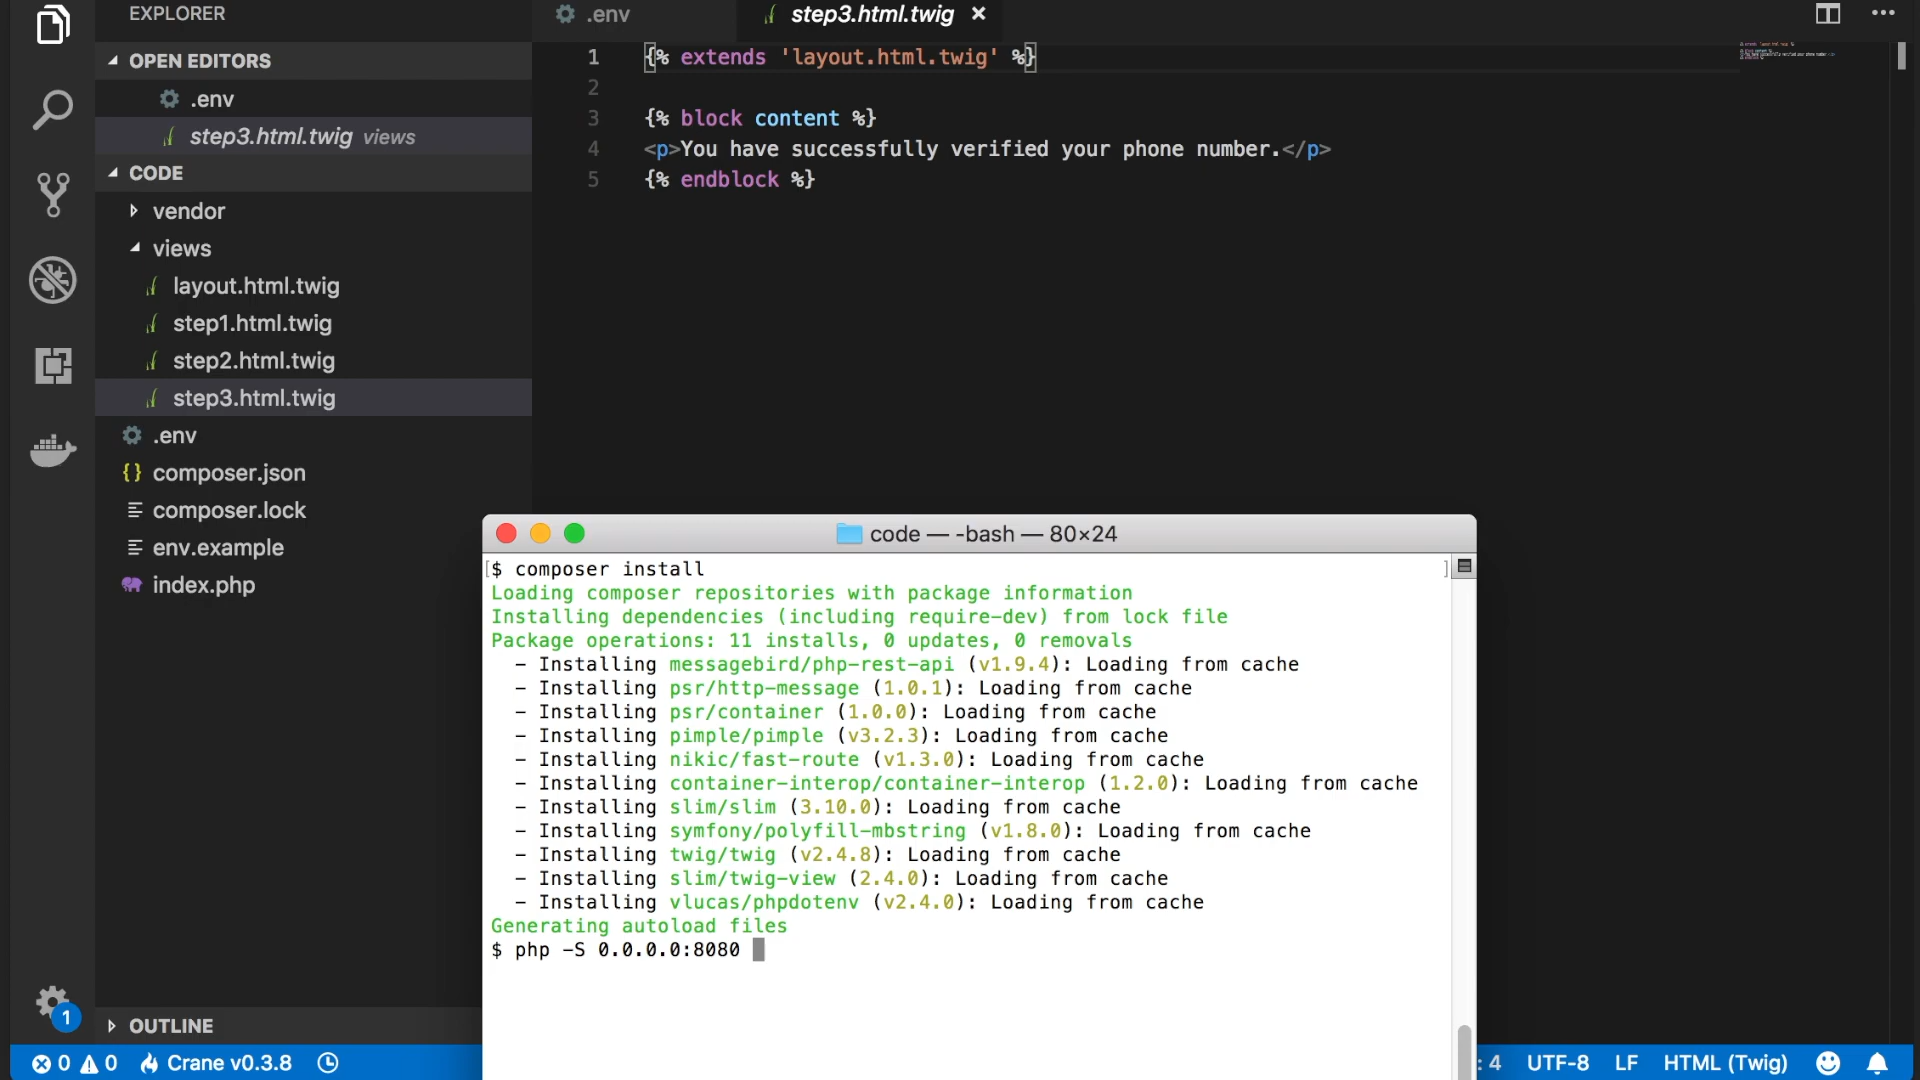 EXPLORER
OPEN EDITORS
.env
step3.html.twig views
CODE
vendor
views
layout.html.twig
step1.html.twig
step2.html.twig
step3.html.twig
.env
composer.json
composer.lock
env.example
index.php
OUTLINE
1
.env
step3.html.twig
1 {% extends 'layout.html.twig' %}
2
3 {% block content %}
4 <p>You have successfully verified your phone number.</p>
5 {% endblock %}
code — -bash — 80×24
[$ composer install ]
Loading composer repositories with package information
Installing dependencies (including require-dev) from lock file
Package operations: 11 installs, 0 updates, 0 removals
- Installing messagebird/php-rest-api (v1.9.4): Loading from cache
- Installing psr/http-message (1.0.1): Loading from cache
- Installing psr/container (1.0.0): Loading from cache
- Installing pimple/pimple (v3.2.3): Loading from cache
- Installing nikic/fast-route (v1.3.0): Loading from cache
- Installing container-interop/container-interop (1.2.0): Loading from cache
- Installing slim/slim (3.10.0): Loading from cache
- Installing symfony/polyfill-mbstring (v1.8.0): Loading from cache
- Installing twig/twig (v2.4.8): Loading from cache
- Installing slim/twig-view (2.4.0): Loading from cache
- Installing vlucas/phpdotenv (v2.4.0): Loading from cache
Generating autoload files
$ php -S 0.0.0.0:8080
0 0 Crane v0.3.8
: 4 UTF-8 LF HTML (Twig)